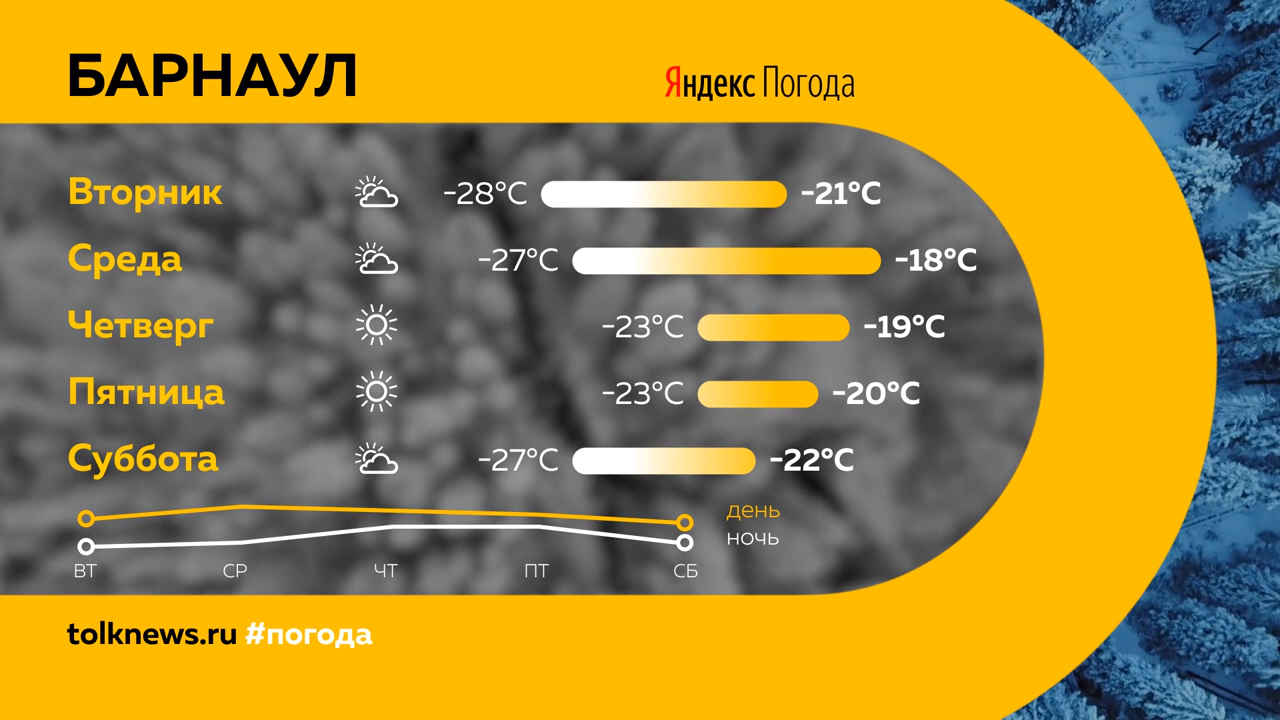 БАРНАУЛ
Яндекс Погода
Вторник -28°C -21°C
Среда -27°C -18°C
Четверг -23°C -19°C
Пятница -23°C -20°C
Суббота -27°C -22°C
день
ночь
ВТ СР ЧТ ПТ СБ
tolknews.ru #погода